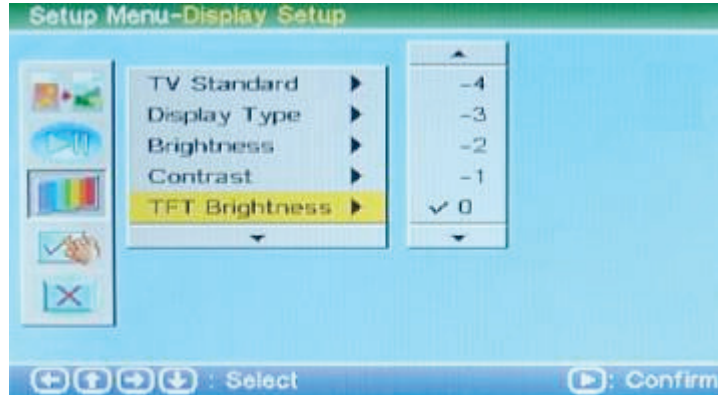 Setup Menu-Display Setup
TV Standard
Display Type
Brightness
Contrast
TFT Brightness
-4
-3
-2
-1
0
: Select
: Confirm